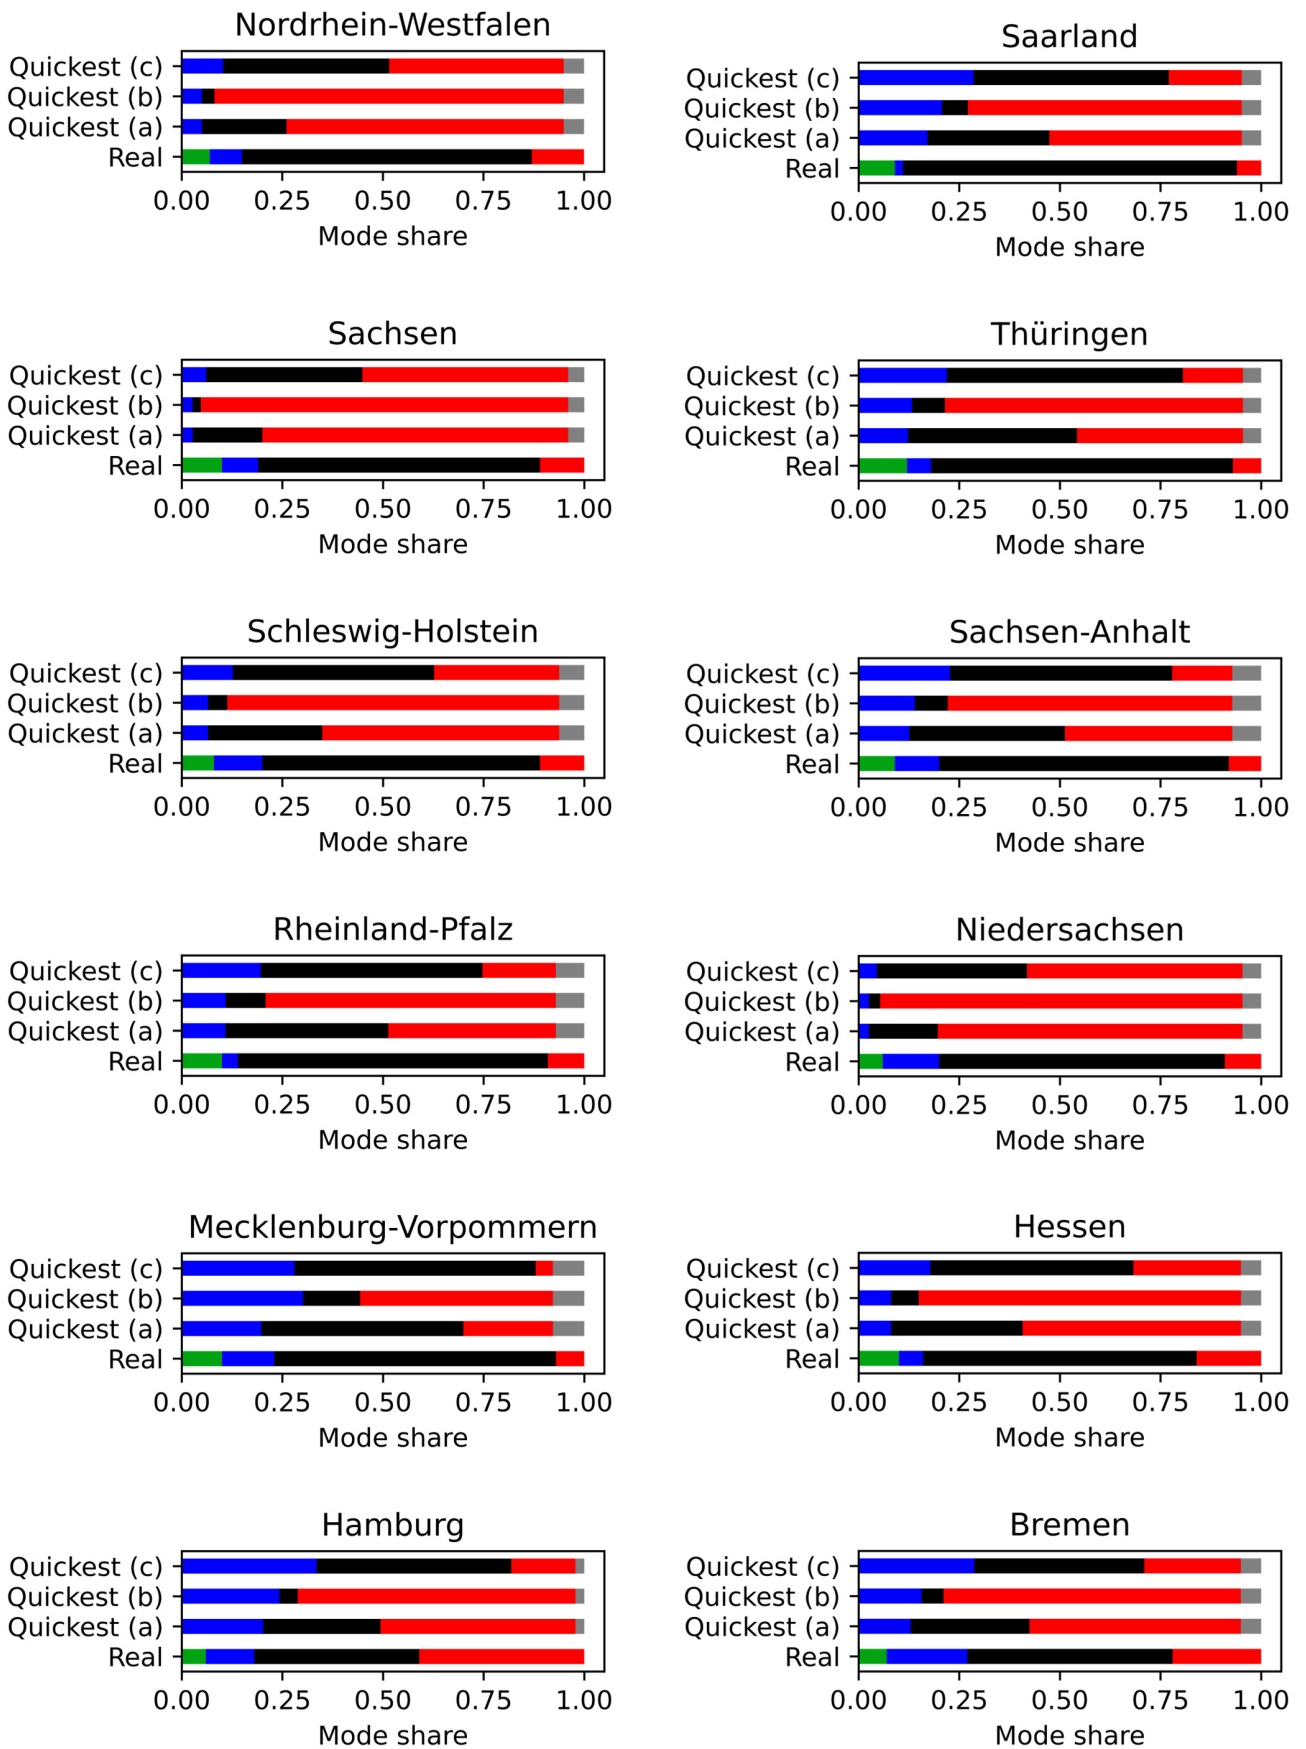 Nordrhein-Westfalen
Quickest (c)
Quickest (b)
Quickest (a)
Real
0.00 0.25 0.50 0.75 1.00
Mode share
Saarland
Quickest (c)
Quickest (b)
Quickest (a)
Real
0.00 0.25 0.50 0.75 1.00
Mode share
Sachsen
Quickest (c)
Quickest (b)
Quickest (a)
Real
0.00 0.25 0.50 0.75 1.00
Mode share
Thüringen
Quickest (c)
Quickest (b)
Quickest (a)
Real
0.00 0.25 0.50 0.75 1.00
Mode share
Schleswig-Holstein
Quickest (c)
Quickest (b)
Quickest (a)
Real
0.00 0.25 0.50 0.75 1.00
Mode share
Sachsen-Anhalt
Quickest (c)
Quickest (b)
Quickest (a)
Real
0.00 0.25 0.50 0.75 1.00
Mode share
Rheinland-Pfalz
Quickest (c)
Quickest (b)
Quickest (a)
Real
0.00 0.25 0.50 0.75 1.00
Mode share
Niedersachsen
Quickest (c)
Quickest (b)
Quickest (a)
Real
0.00 0.25 0.50 0.75 1.00
Mode share
Mecklenburg-Vorpommern
Quickest (c)
Quickest (b)
Quickest (a)
Real
0.00 0.25 0.50 0.75 1.00
Mode share
Hessen
Quickest (c)
Quickest (b)
Quickest (a)
Real
0.00 0.25 0.50 0.75 1.00
Mode share
Hamburg
Quickest (c)
Quickest (b)
Quickest (a)
Real
0.00 0.25 0.50 0.75 1.00
Mode share
Bremen
Quickest (c)
Quickest (b)
Quickest (a)
Real
0.00 0.25 0.50 0.75 1.00
Mode share